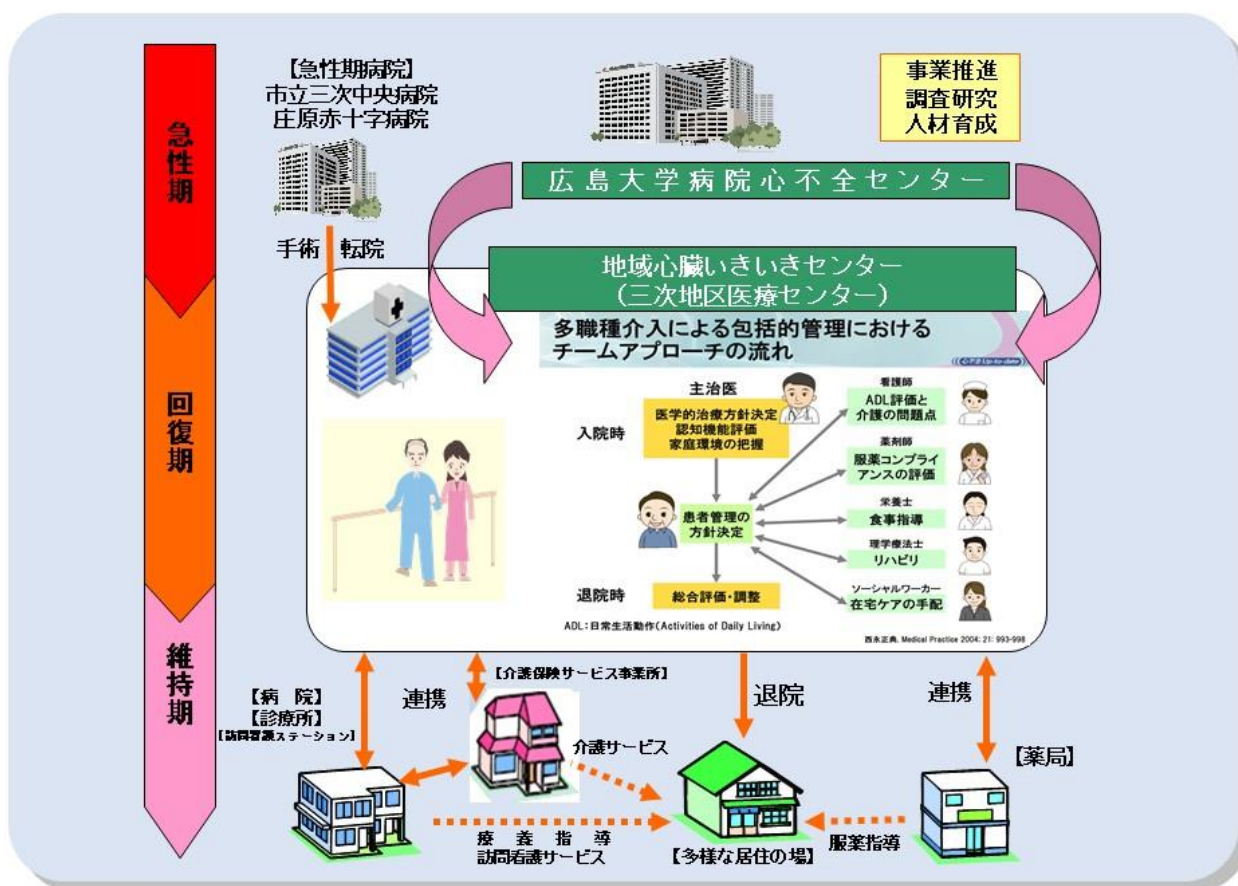 急性期
回復期
維持期
【急性期病院】
市立三次中央病院
庄原赤十字病院
手術 転院
事業推進
調査研究
人材育成
広島大学病院心不全センター
地域心臓いきいきセンター
(三次地区医療センター)
多職種介入による包括的管理における
チームアプローチの流れ
心不全 Up-to-date
主治医
入院時
医学的治療方針決定
認知機能評価
家庭環境の把握
患者管理の
方針決定
退院時
総合評価・調整
看護師
ADL評価と
介護の問題点
薬剤師
服薬コンプライ
アンスの評価
栄養士
食事指導
理学療法士
リハビリ
ソーシャルワーカー
在宅ケアの手配
ADL:日常生活動作(Activities of Daily Living)
西永正典. Medical Practice 2004; 21: 993-998
【病 院】
【診療所】
【訪問看護ステーション】
連携
【介護保険サービス事業所】
介護サービス
退院
連携
【薬局】
療 養 指 導
訪問看護サービス
【多様な居住の場】
服薬指導